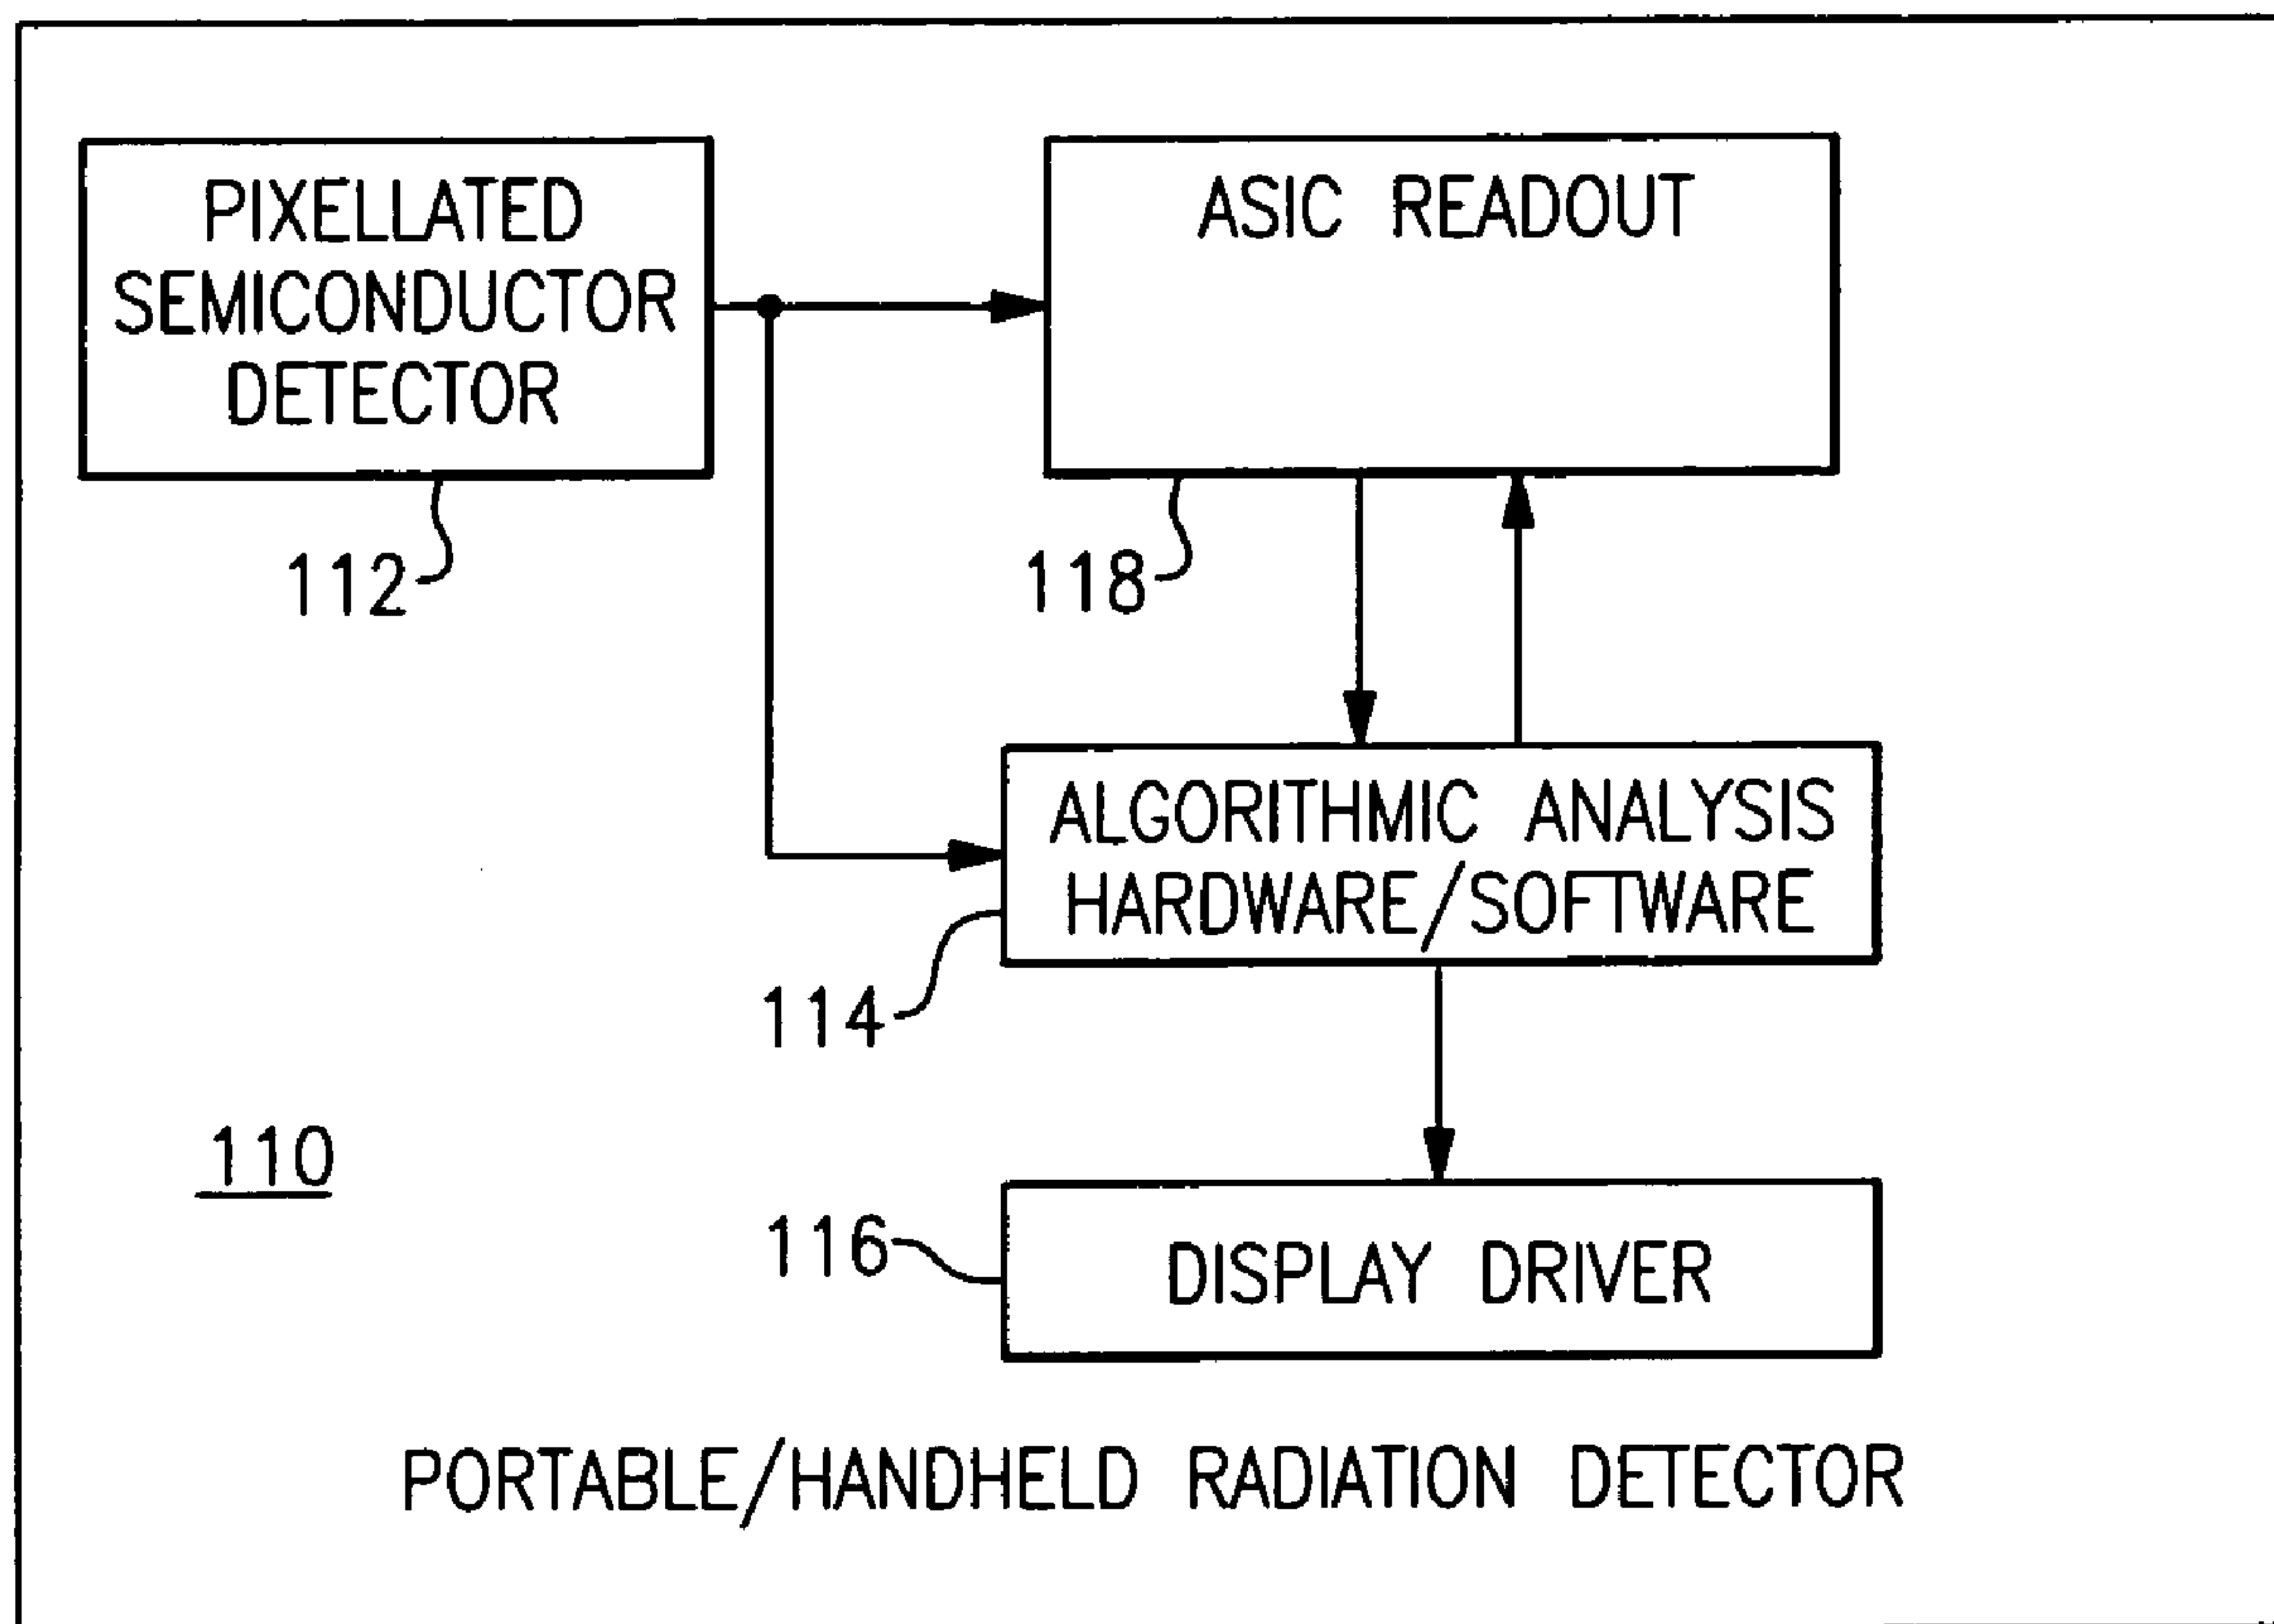 PIXELLATED
SEMICONDUCTOR
DETECTOR
112
ASIC READOUT
118
ALGORITHMIC ANALYSIS
HARDWARE/SOFTWARE
114
110
116
DISPLAY DRIVER
PORTABLE/HANDHELD RADIATION DETECTOR